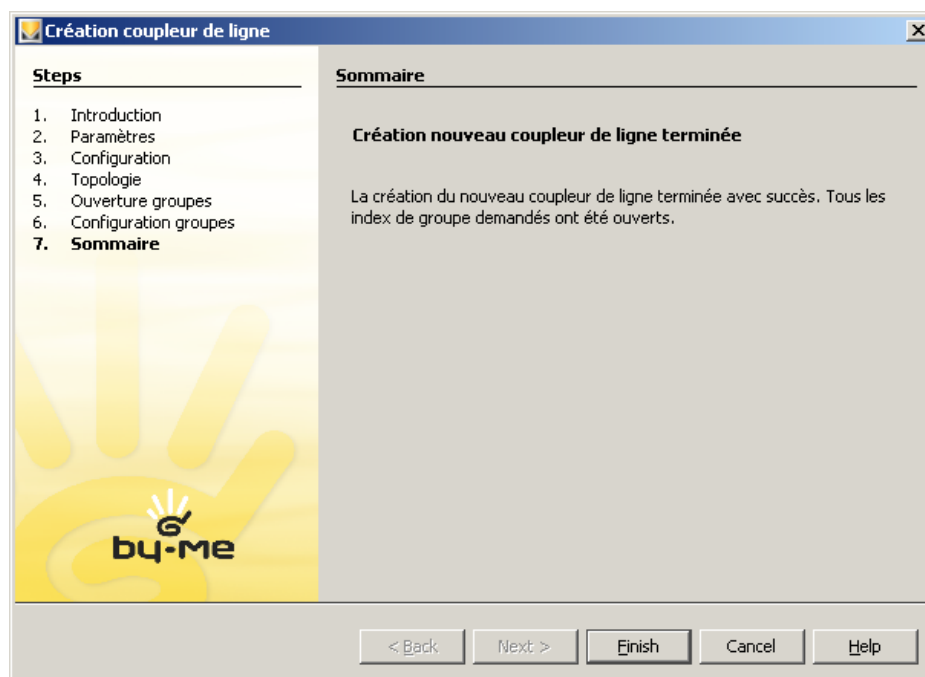 Création coupleur de ligne
Steps
1. Introduction
2. Paramètres
3. Configuration
4. Topologie
5. Ouverture groupes
6. Configuration groupes
7. Sommaire
by-me
Sommaire
Création nouveau coupleur de ligne terminée
La création du nouveau coupleur de ligne terminée avec succès. Tous les
index de groupe demandés ont été ouverts.
< Back
Next >
Finish
Cancel
Help